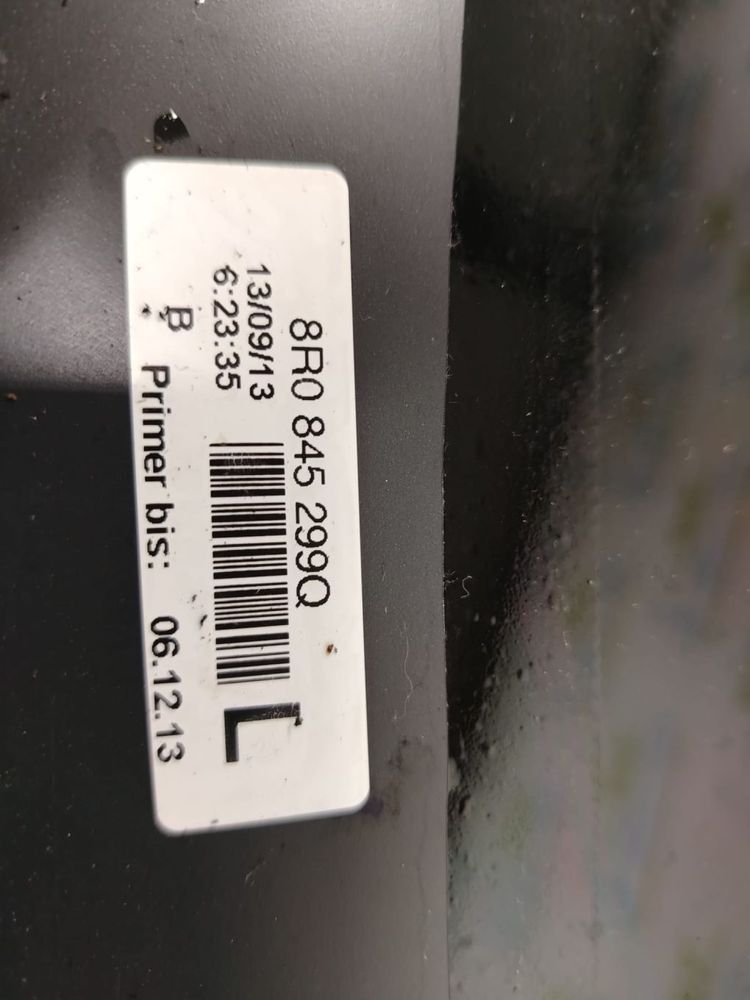 8R0 845 299Q
13/09/13
6:23:35
L
B Primer bis: 06.12.13